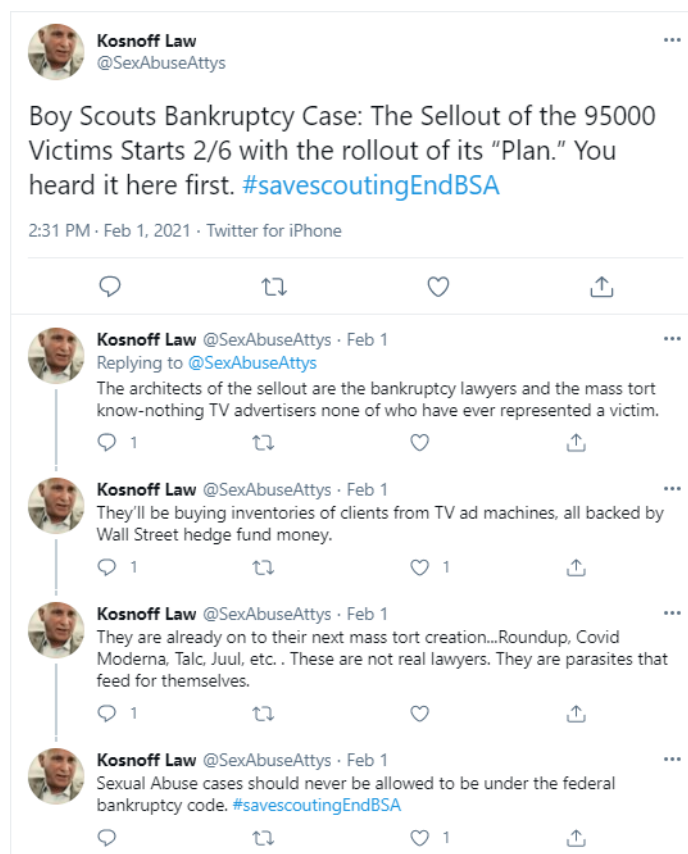 Kosnoff Law
@SexAbuseAttys
Boy Scouts Bankruptcy Case: The Sellout of the 95000
Victims Starts 2/6 with the rollout of its “Plan.” You
heard it here first. #savescoutingEndBSA
2:31 PM · Feb 1, 2021 · Twitter for iPhone
Kosnoff Law @SexAbuseAttys · Feb 1
Replying to @SexAbuseAttys
The architects of the sellout are the bankruptcy lawyers and the mass tort
know-nothing TV advertisers none of who have ever represented a victim.
1
Kosnoff Law @SexAbuseAttys · Feb 1
They’ll be buying inventories of clients from TV ad machines, all backed by
Wall Street hedge fund money.
1 1
Kosnoff Law @SexAbuseAttys · Feb 1
They are already on to their next mass tort creation...Roundup, Covid
Moderna, Talc, Juul, etc. . These are not real lawyers. They are parasites that
feed for themselves.
1
Kosnoff Law @SexAbuseAttys · Feb 1
Sexual Abuse cases should never be allowed to be under the federal
bankruptcy code. #savescoutingEndBSA
1